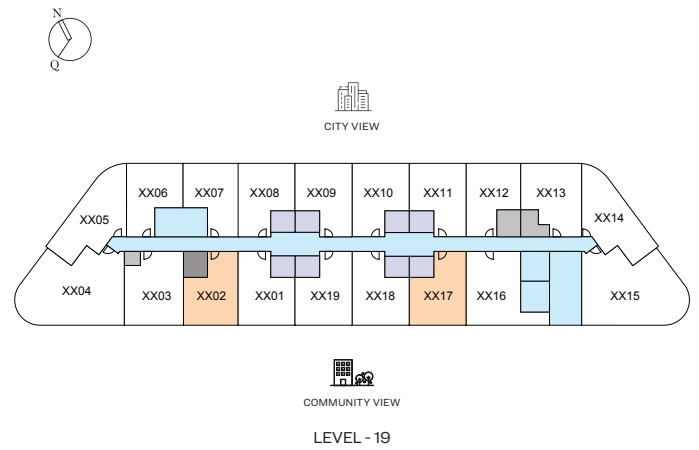 N
Q
CITY VIEW
XX06 XX07 XX08 XX09 XX10 XX11 XX12 XX13
XX05 XX14
XX04 XX03 XX02 XX01 XX19 XX18 XX17 XX16 XX15
COMMUNITY VIEW
LEVEL - 19